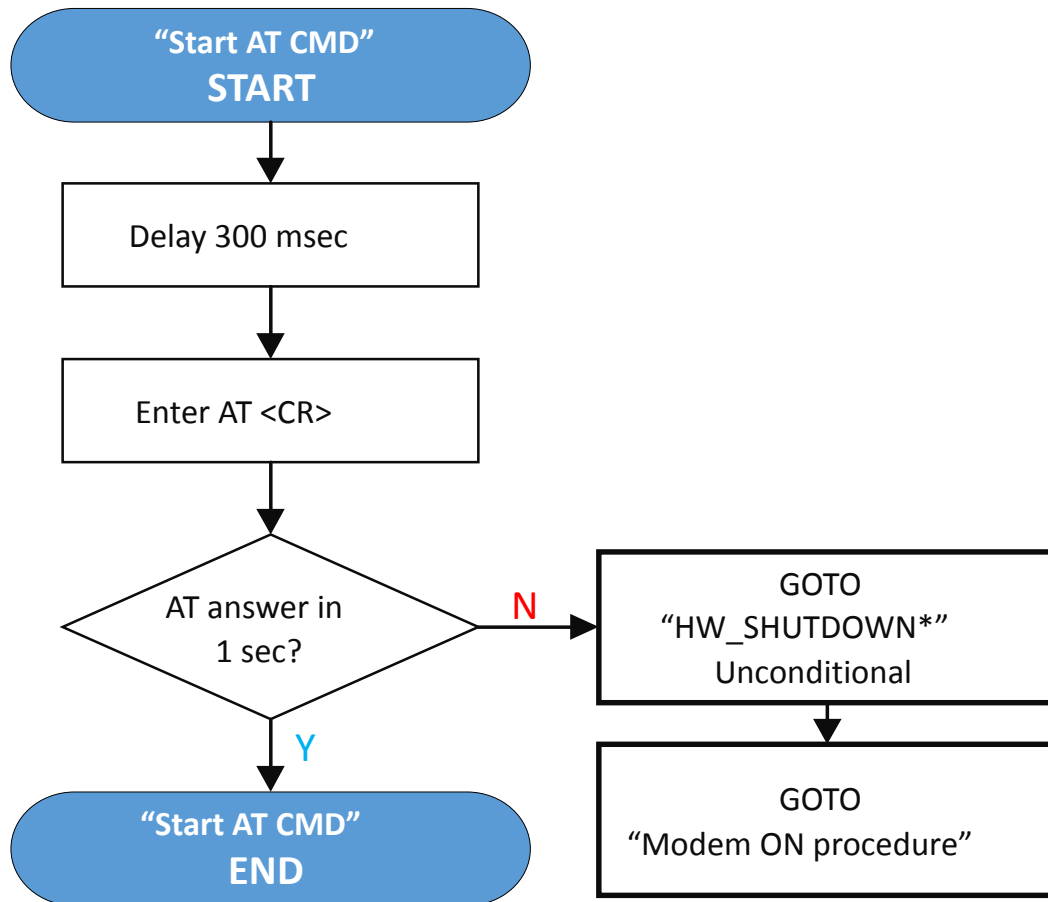 “Start AT CMD”
START
Delay 300 msec
Enter AT <CR>
AT answer in
1 sec?
N
GOTO
“HW_SHUTDOWN*”
Unconditional
Y
GOTO
“Modem ON procedure”
“Start AT CMD”
END